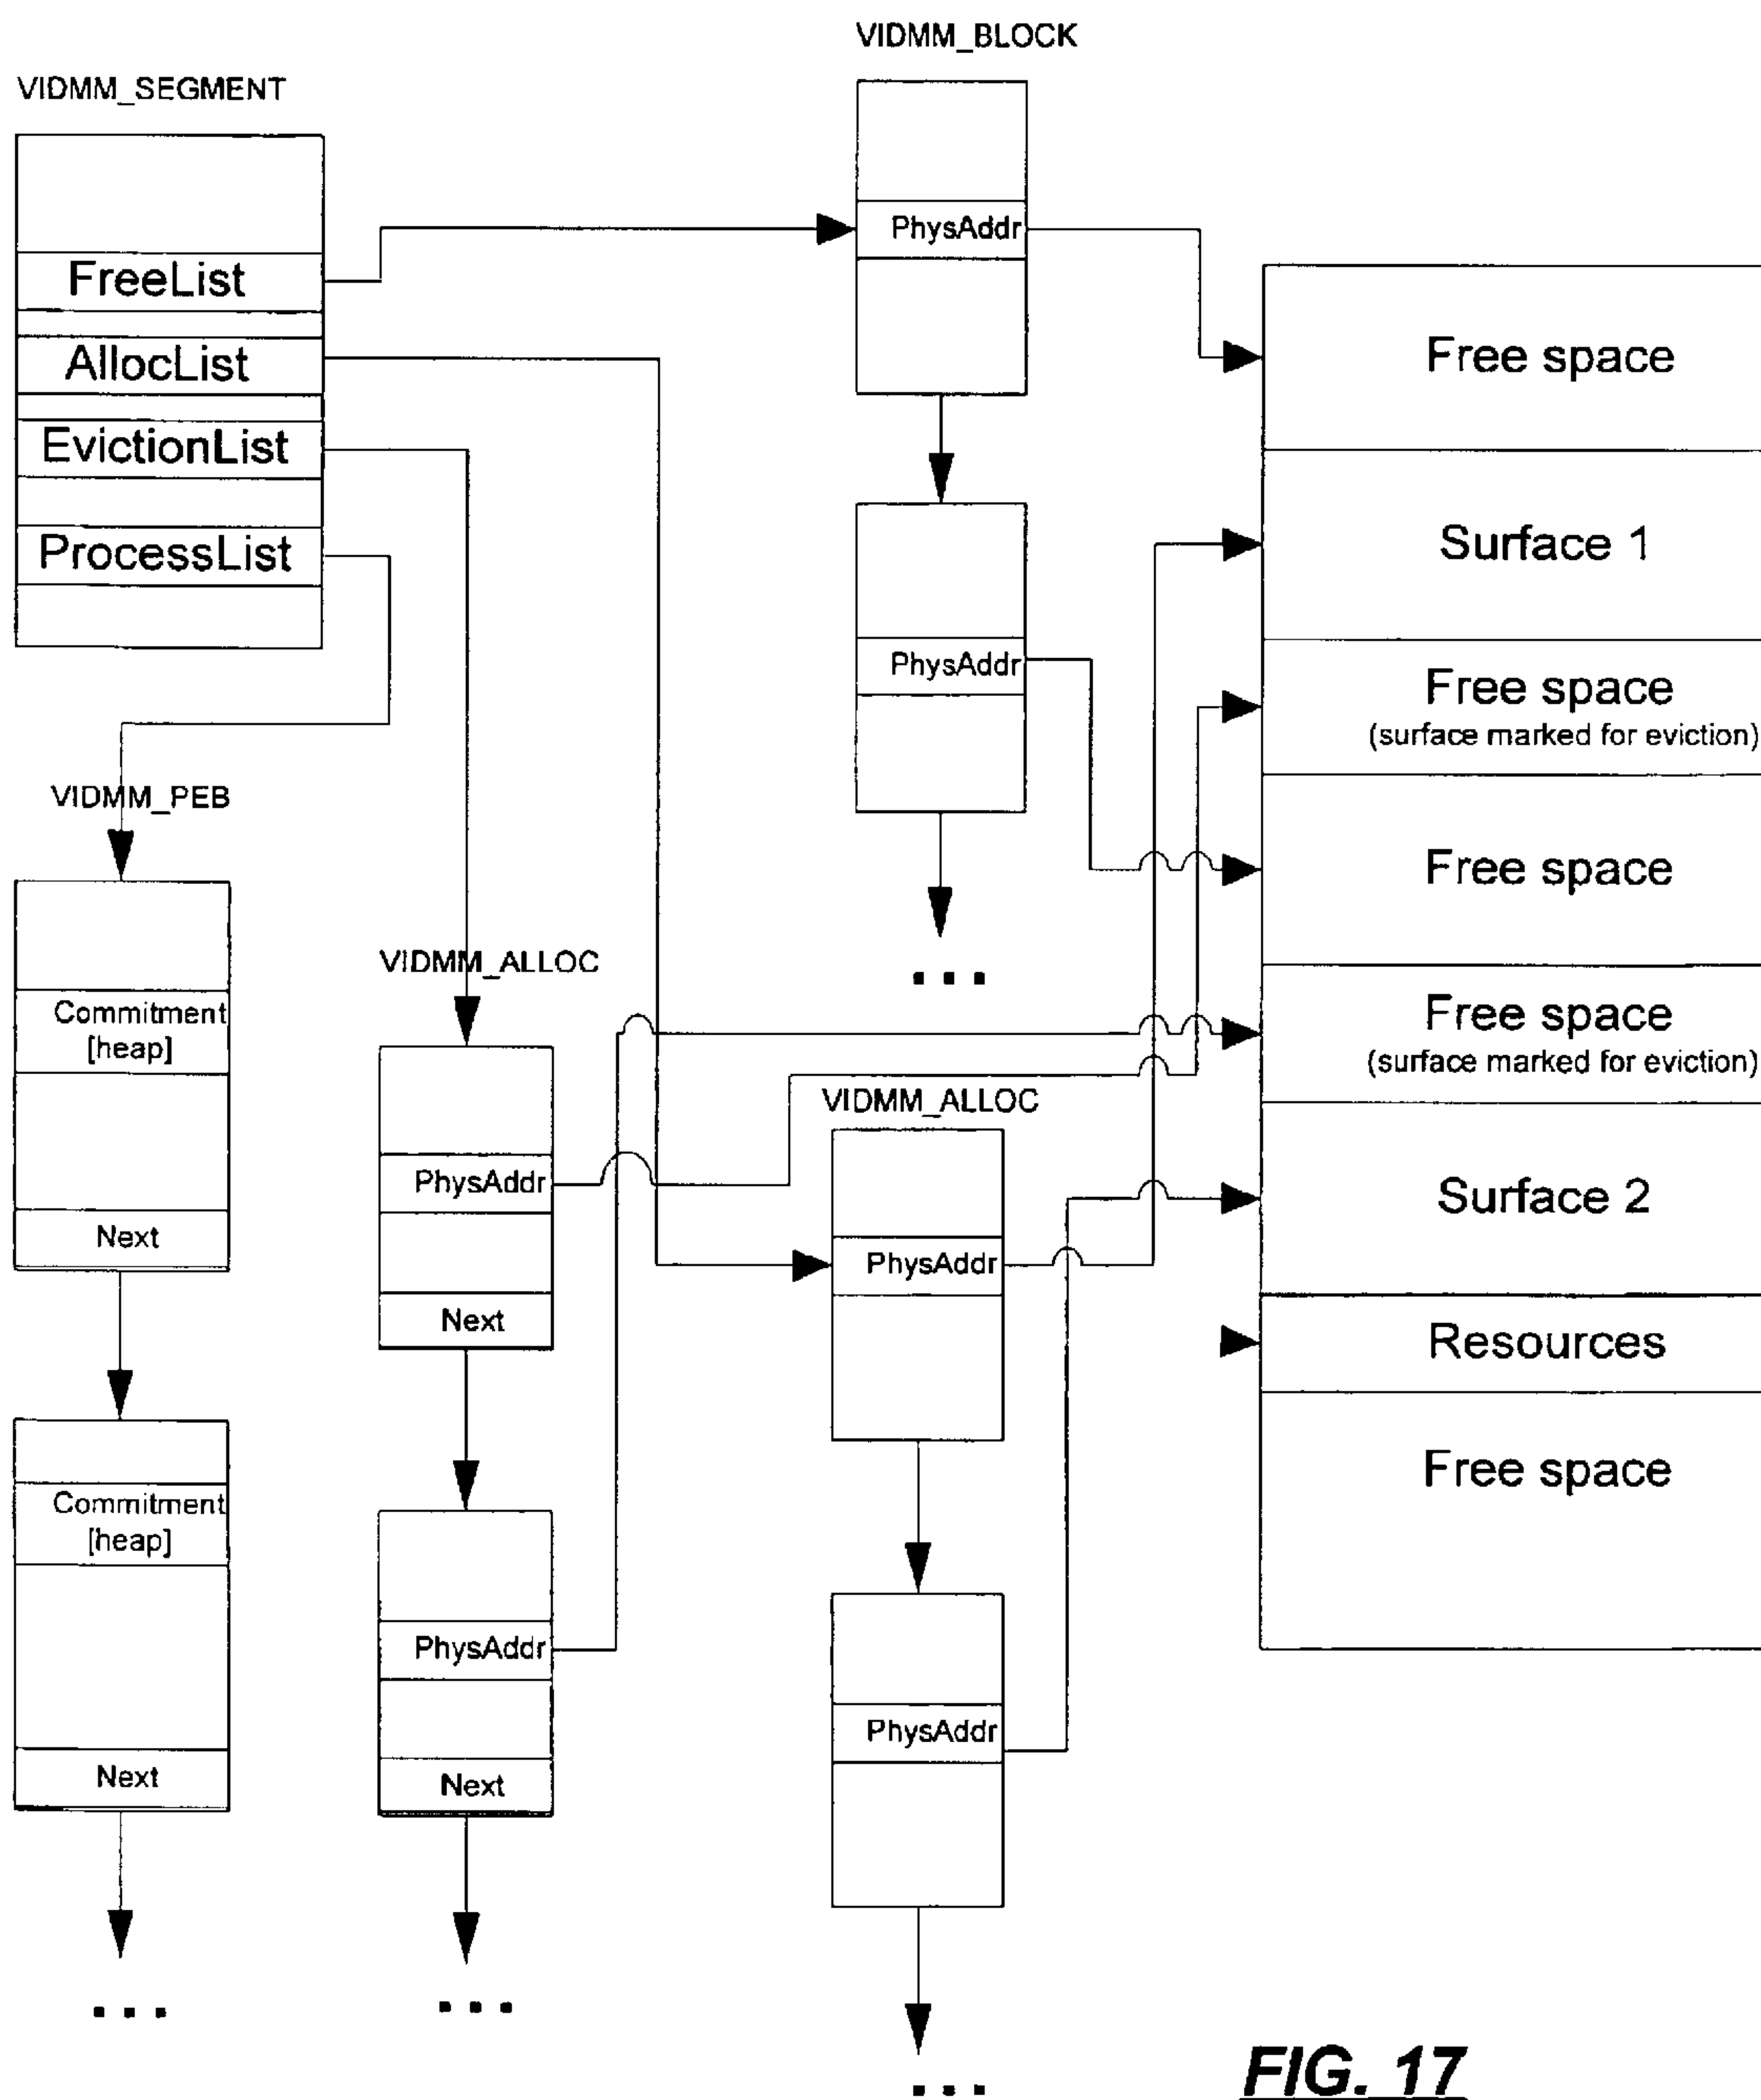 VIDMM_SEGMENT
FreeList
AllocList
EvictionList
ProcessList
VIDMM_PEB
Commitment
[heap]
Next
Commitment
[heap]
Next
...
VIDMM_ALLOC
PhysAddr
Next
PhysAddr
Next
...
VIDMM_BLOCK
PhysAddr
PhysAddr
...
VIDMM_ALLOC
PhysAddr
PhysAddr
...
Free space
Surface 1
Free space
(surface marked for eviction)
Free space
Free space
(surface marked for eviction)
Surface 2
Resources
Free space
FIG. 17